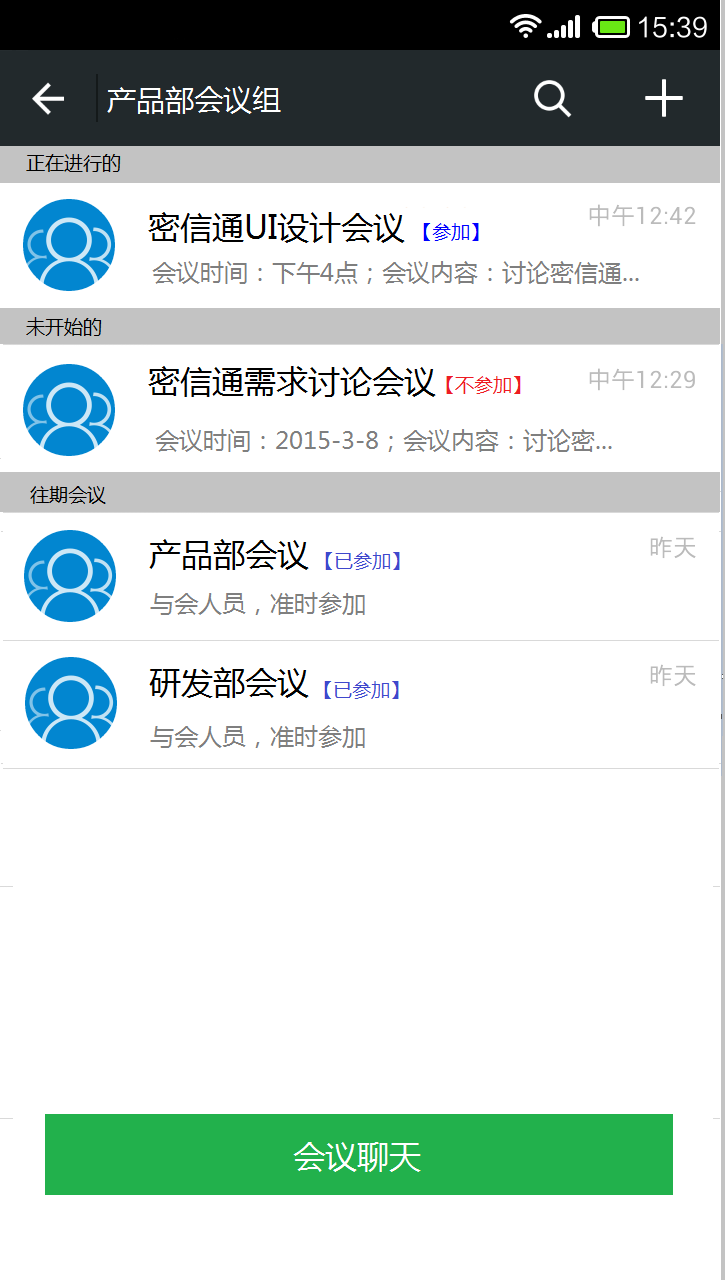 15:39
产品部会议组
正在进行的
密信通UI设计会议【参加】 中午12:42
会议时间：下午4点；会议内容：讨论密信通...
未开始的
密信通需求讨论会议【不参加】 中午12:29
会议时间：2015-3-8；会议内容：讨论密...
往期会议
产品部会议【已参加】 昨天
与会人员，准时参加
研发部会议【已参加】 昨天
与会人员，准时参加
会议聊天